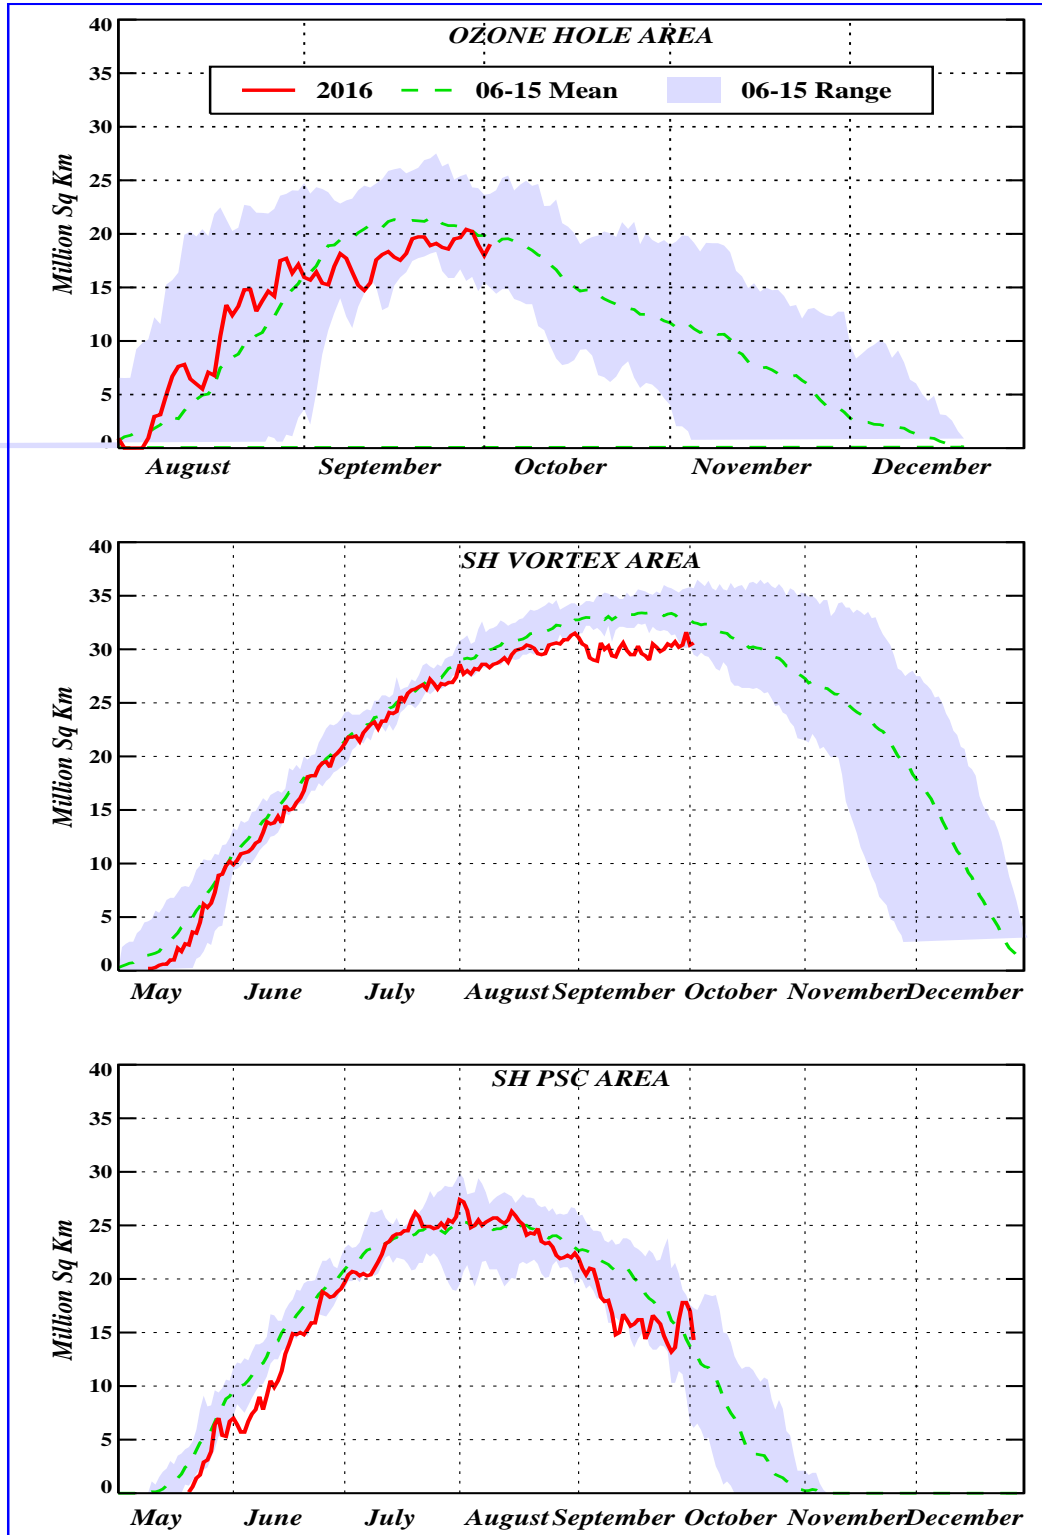 OZONE HOLE AREA
2016 06-15 Mean 06-15 Range
Million Sq Km
40
35
30
25
20
15
10
5
0
August September October November December
SH VORTEX AREA
Million Sq Km
40
35
30
25
20
15
10
5
0
May June July August September October November December
SH PSC AREA
Million Sq Km
40
35
30
25
20
15
10
5
0
May June July August September October November December